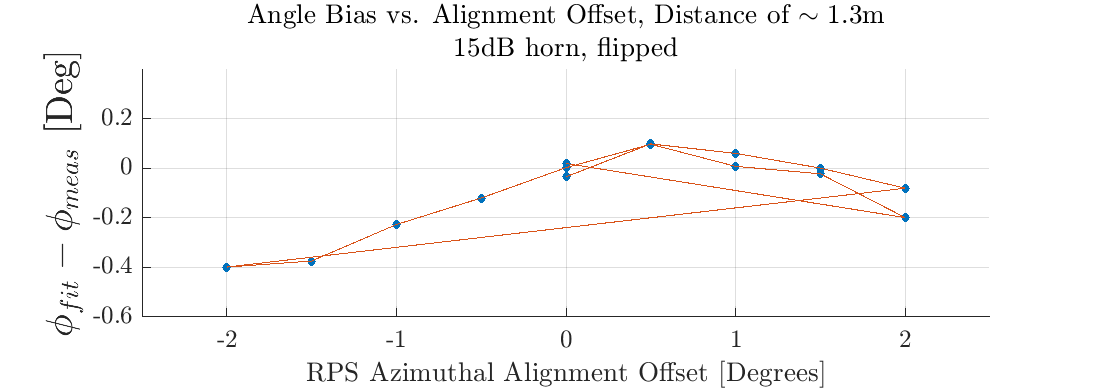 Angle Bias vs. Alignment Offset, Distance of ∼ 1.3m
15dB horn, flipped
ϕfit − ϕmeas [Deg]
0.2
0
-0.2
-0.4
-0.6
-2 -1 0 1 2
RPS Azimuthal Alignment Offset [Degrees]